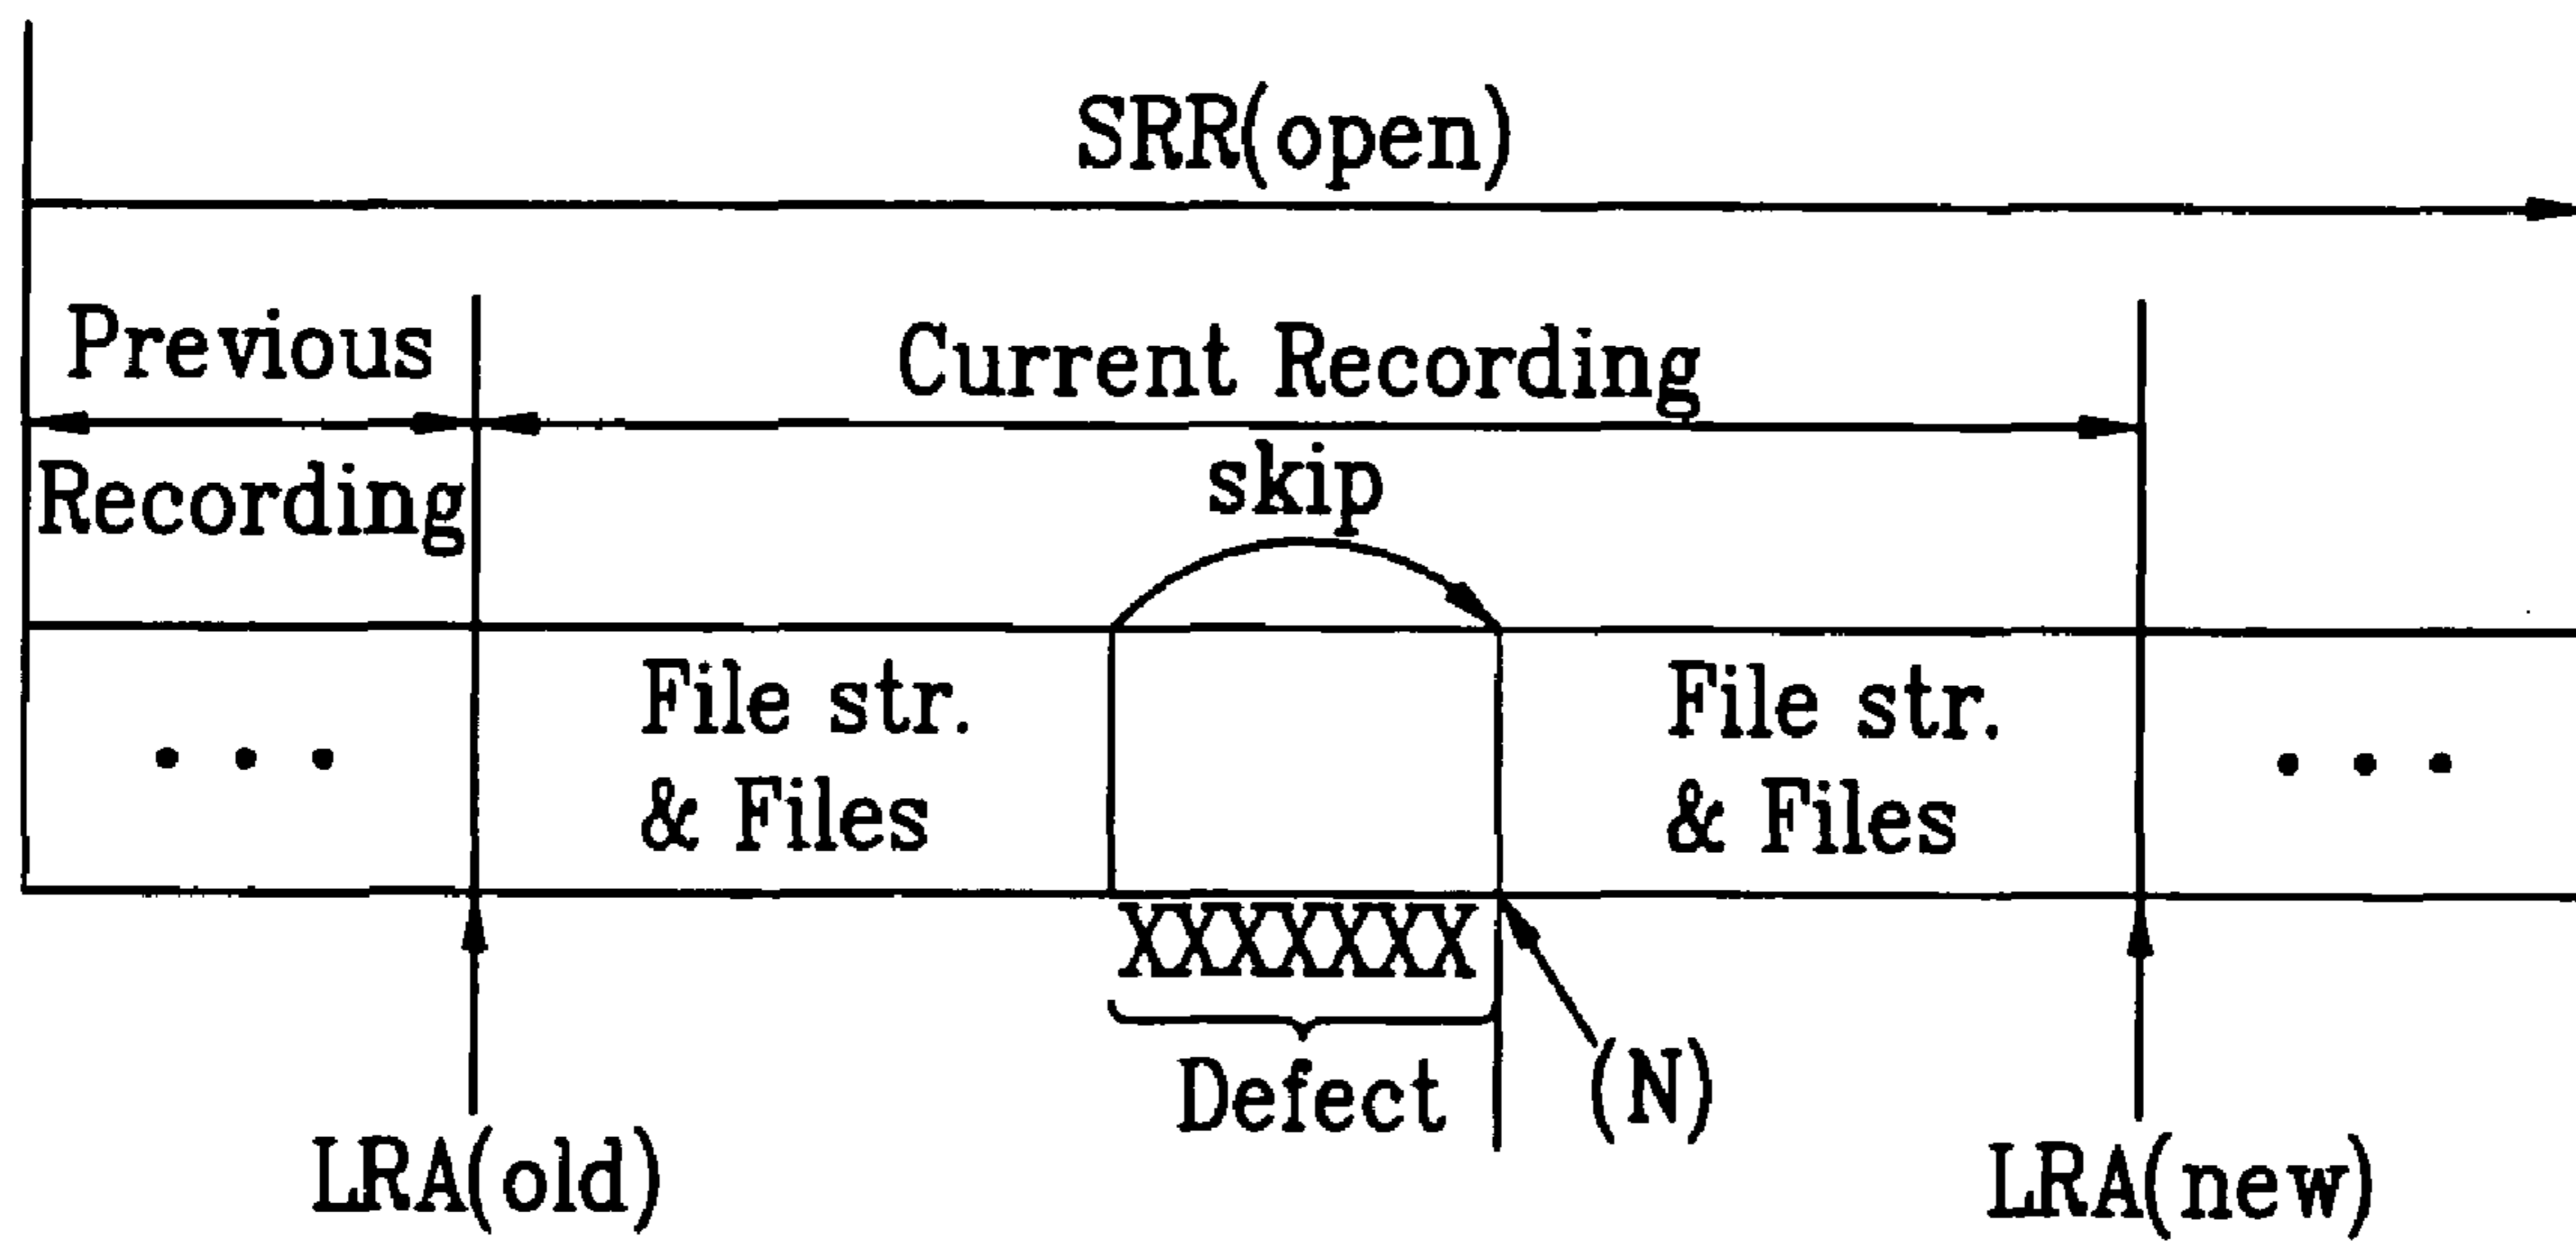 SRR(open)
Previous
Recording
Current Recording
skip
File str.
& Files
File str.
& Files
• • •
• • •
XXXXXXX
Defect
(N)
LRA(old)
LRA(new)